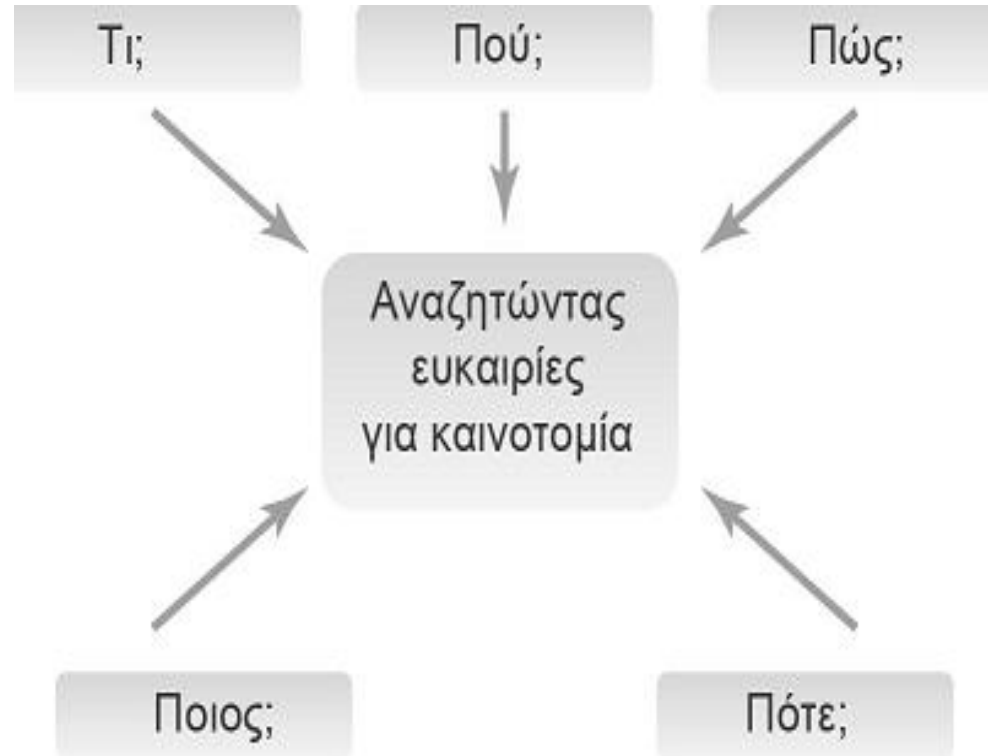 Τι;
Πού;
Πώς;
Αναζητώντας
ευκαιρίες
για καινοτομία
Ποιος;
Πότε;